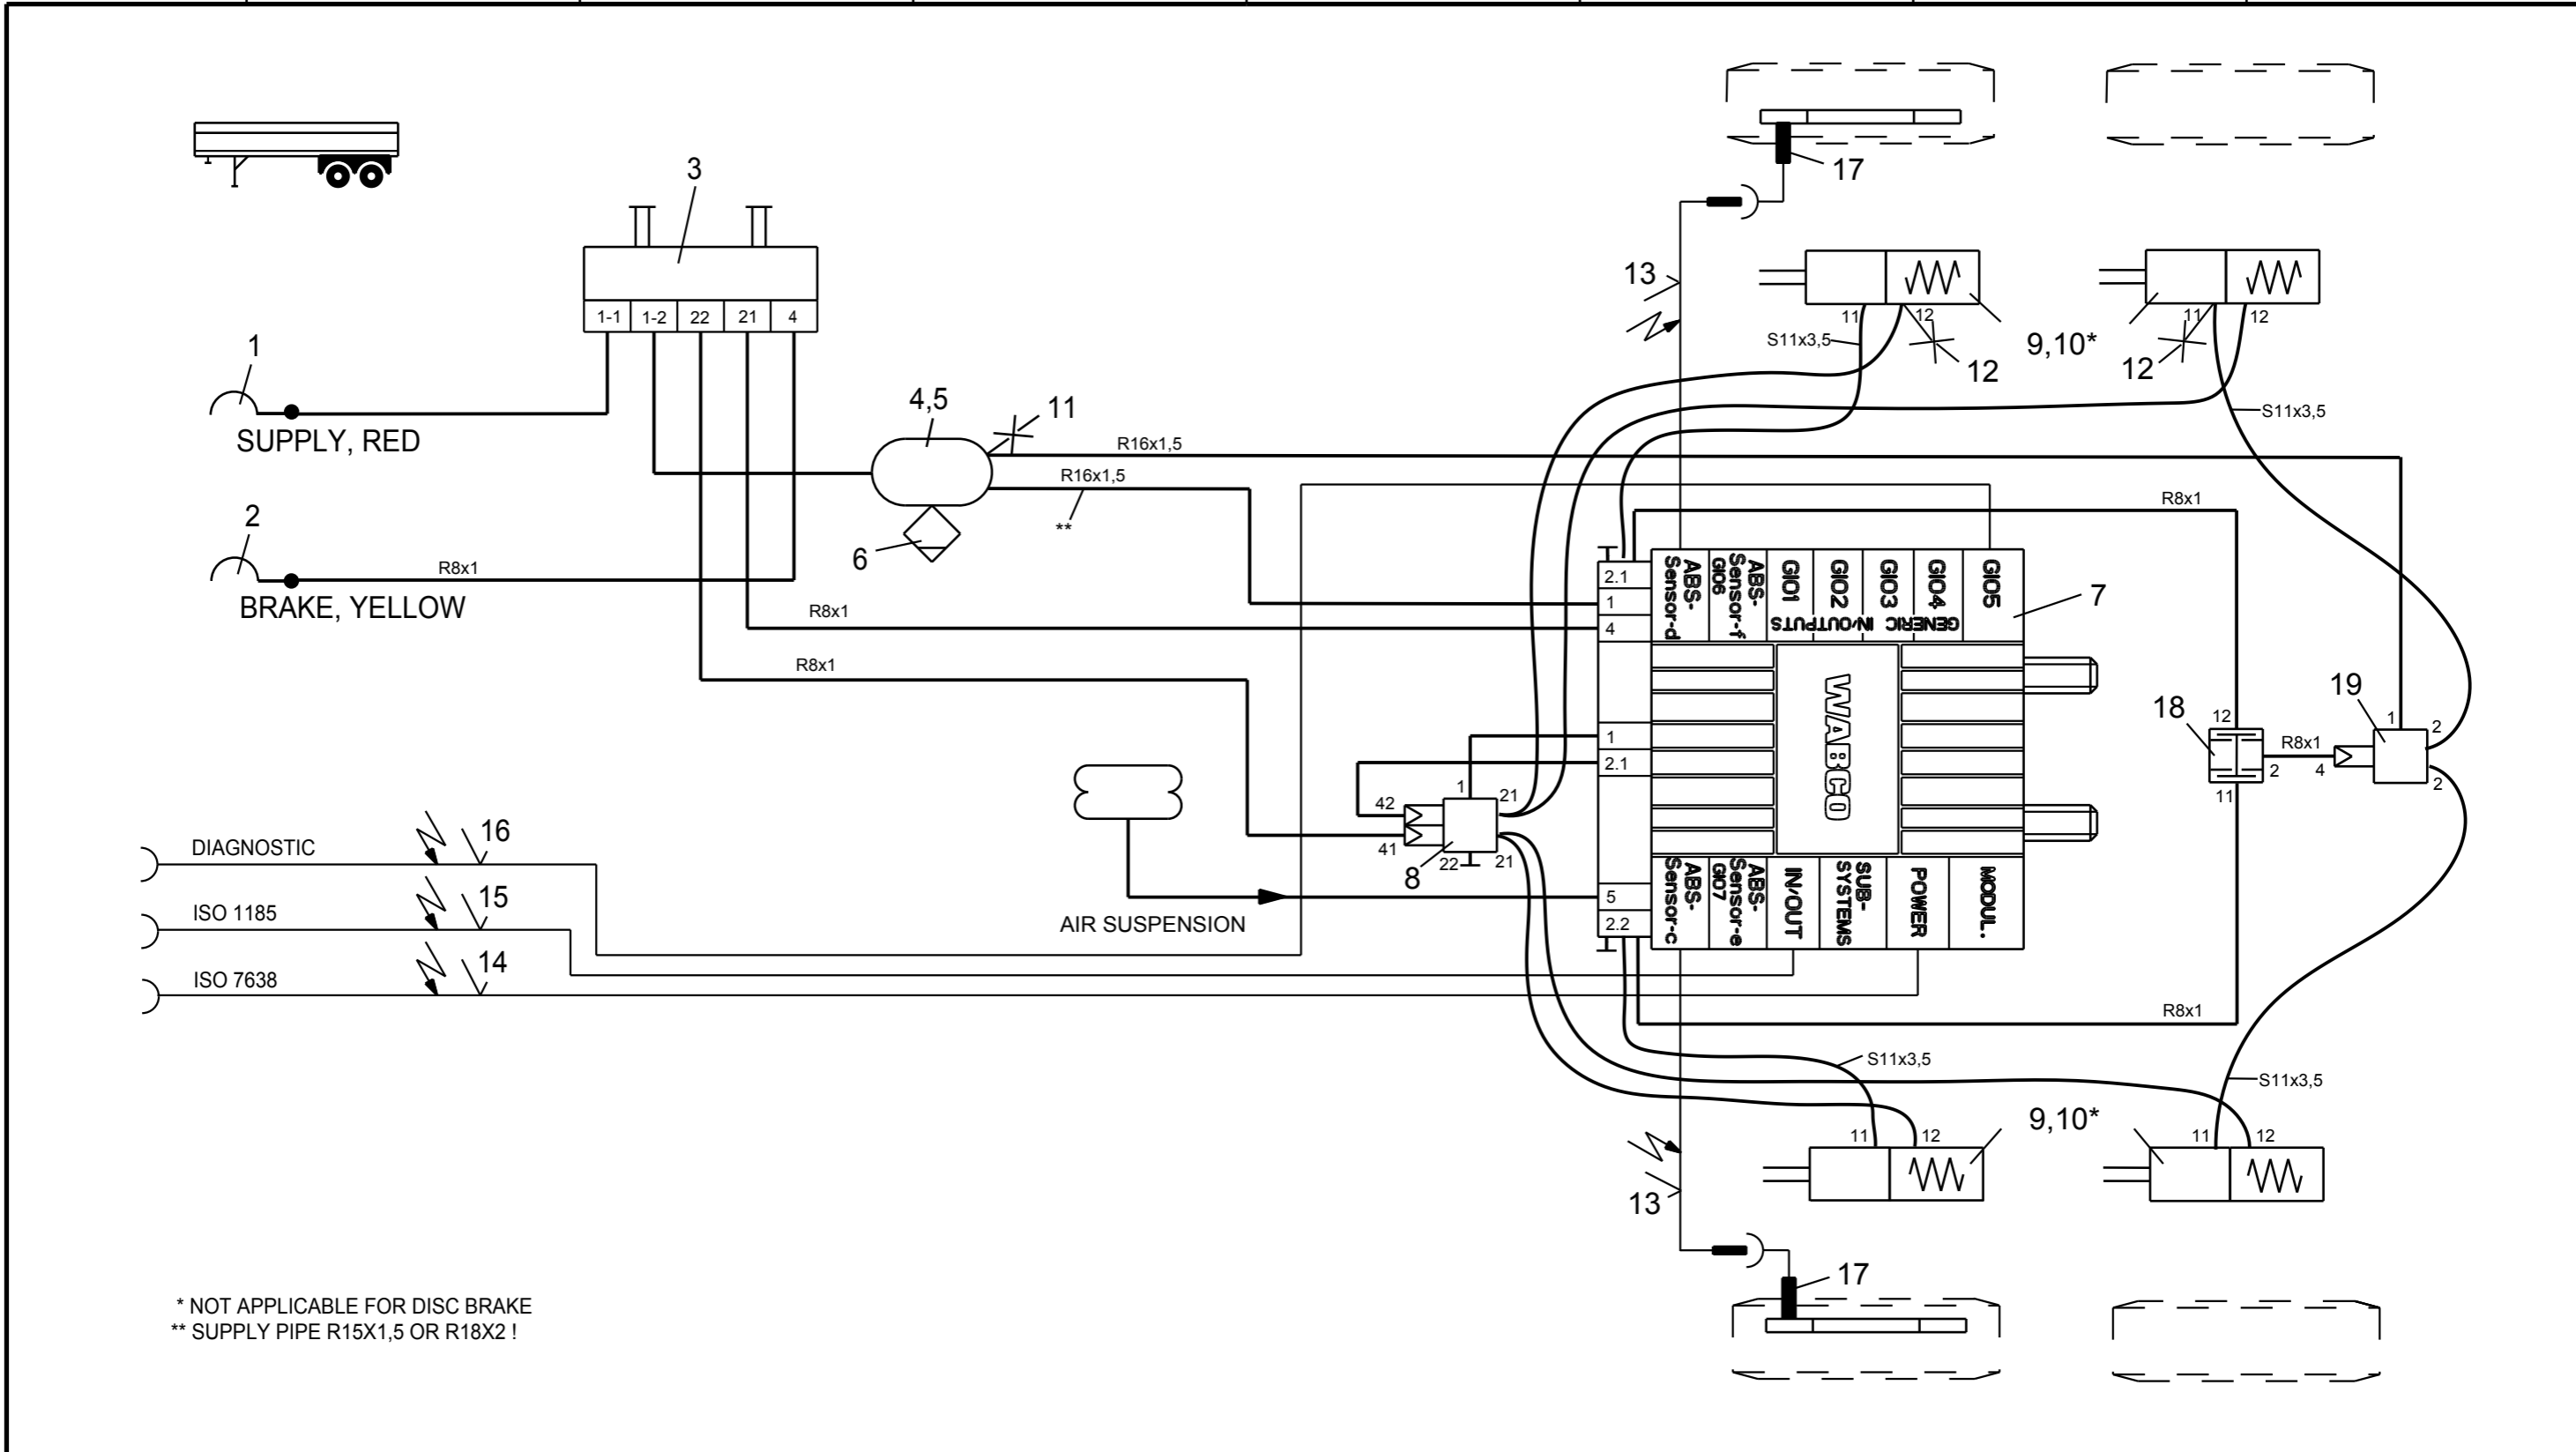 17
3
13
11
12
11
12
1-1
1-2
22
21
4
S11x3,5
9,10*
12
12
1
4,5
11
S11x3,5
SUPPLY, RED
R16x1,5
R16x1,5
**
R8x1
2
6
R8x1
BRAKE, YELLOW
R8x1
R8x1
2.1
1
4
ABS-
Sensor-d
ABS-
Sensor-f
GIO6
GIO1
GIO2
GIO3
GIO4
GIO5
GENERIC IN/OUTPUTS
7
WABCO
1
2.1
5
2.2
42
41
1
21
22
21
8
12
18
11
2
R8x1
4
19
1
2
2
DIAGNOSTIC
16
ISO 1185
15
ISO 7638
14
AIR SUSPENSION
ABS-
Sensor-c
ABS-
Sensor-e
GIO7
IN/OUT
SUB-
SYSTEMS
POWER
MODUL..
R8x1
S11x3,5
S11x3,5
9,10*
11
12
11
12
13
17
* NOT APPLICABLE FOR DISC BRAKE
** SUPPLY PIPE R15X1,5 OR R18X2 !